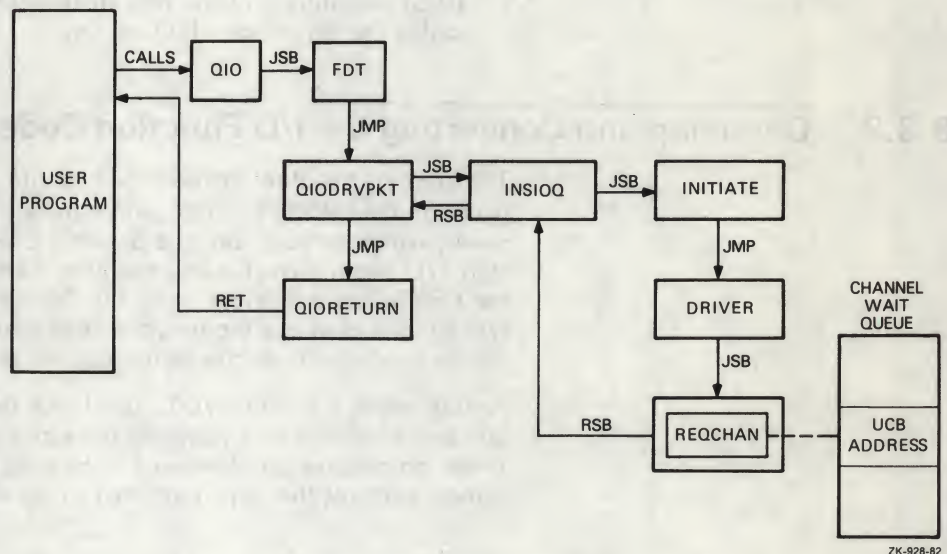 CALLS
QIO
JSB
FDT
JMP
USER
PROGRAM
QIODRVPKT
JSB
RSB
INSIOQ
JSB
INITIATE
JMP
JMP
RET
QIORETURN
DRIVER
JSB
CHANNEL
WAIT
QUEUE
RSB
REQCHAN
UCB
ADDRESS
ZK-928-82